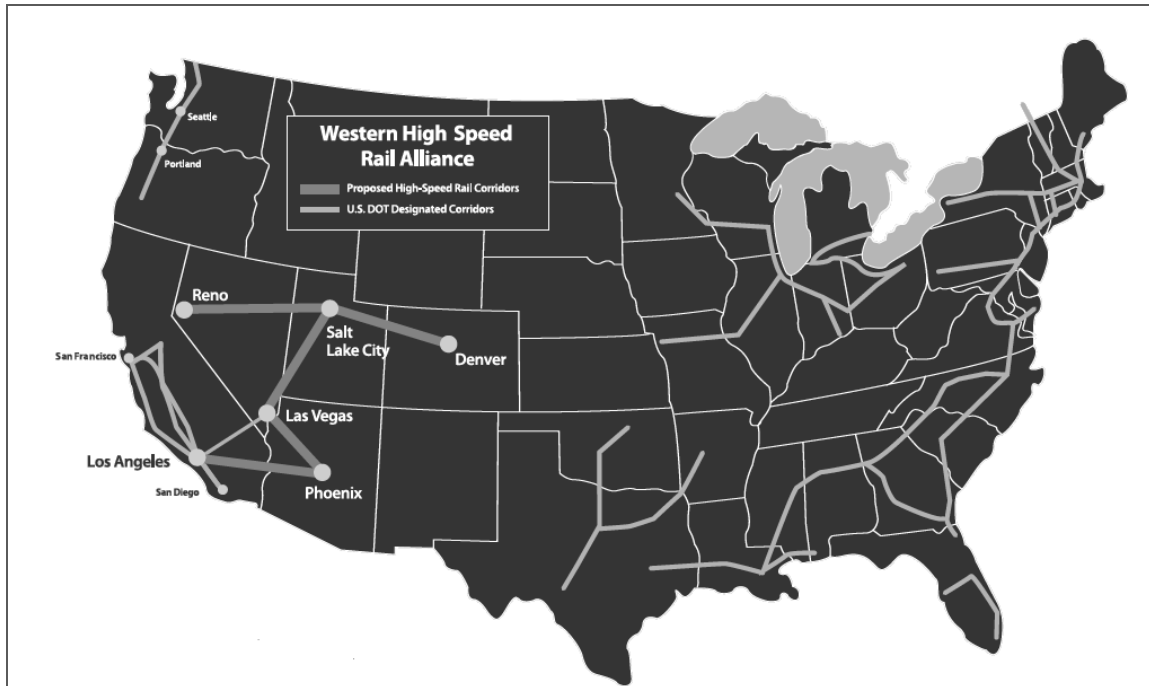 Seattle
Portland
Western High Speed
Rail Alliance
Proposed High-Speed Rail Corridors
U.S. DOT Designated Corridors
Reno
Salt
Lake City
Denver
San Francisco
Las Vegas
Los Angeles
Phoenix
San Diego